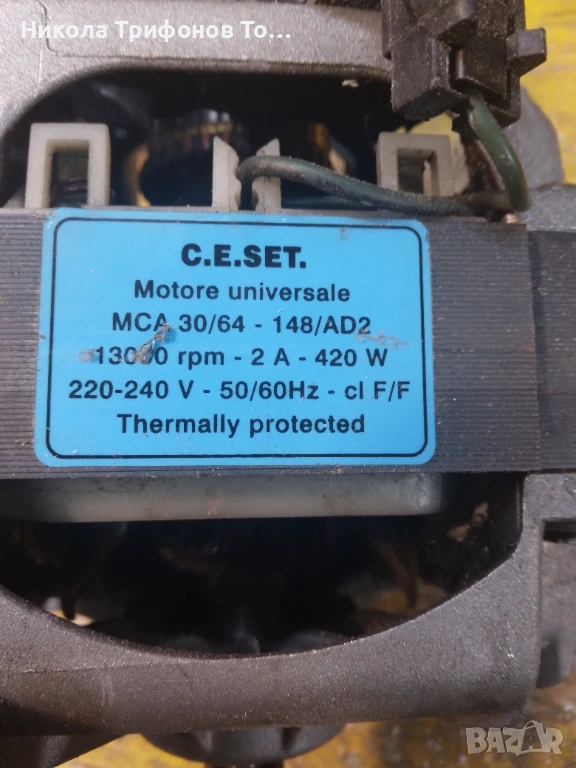 Никола Трифонов То...
C.E.SET.
Motore universale
MCA 30/64 - 148/AD2
13000 rpm - 2 A - 420 W
220-240 V - 50/60Hz - cl F/F
Thermally protected
BAZAR